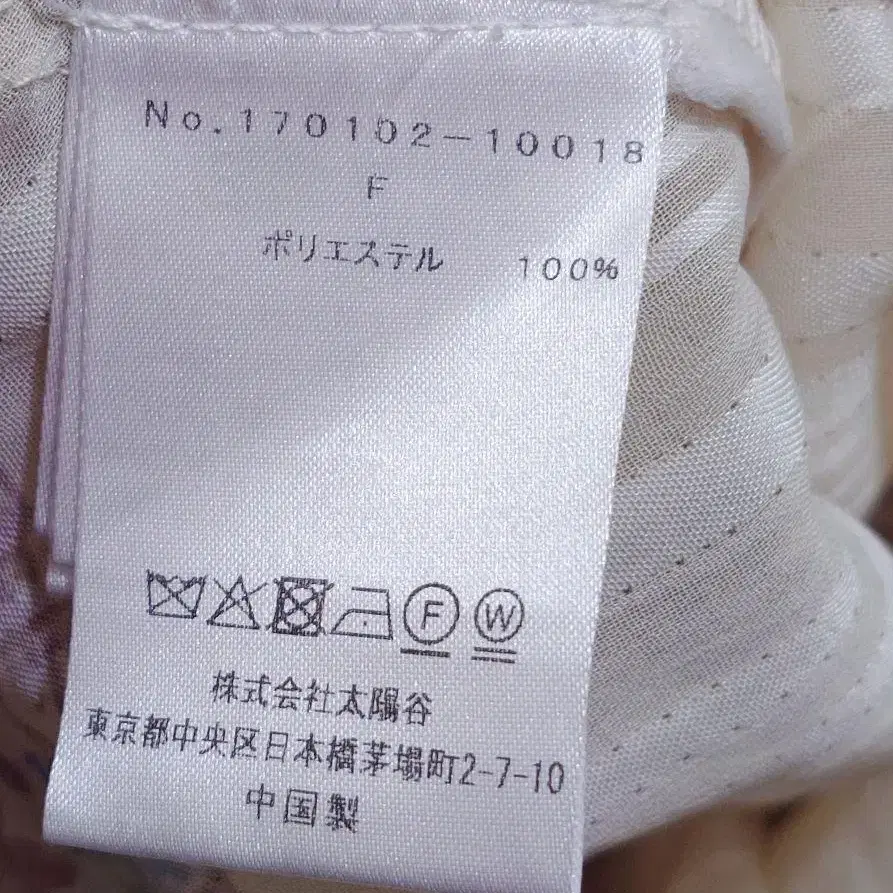 No.170102-10018
F
ポリエステル 100%
F W
株式会社太陽谷
東京都中央区日本橋茅場町2-7-10
中国製